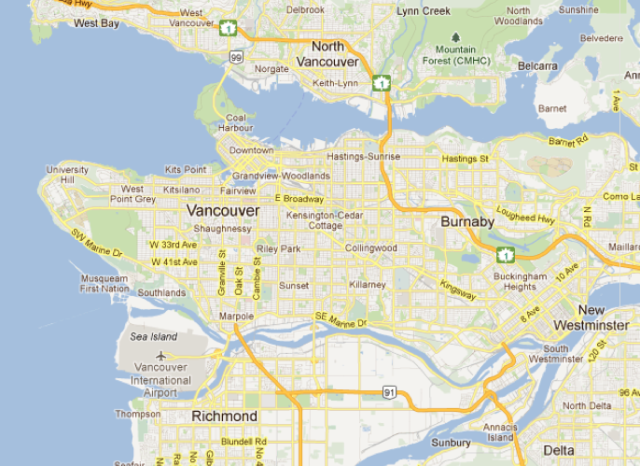 West
Vancouver
West Bay
1
99
Norgate
Delbrook
Lynn Creek
North
Vancouver
Keith-Lynn
1
Mountain
Forest (CMHC)
North
Woodlands
Sunshine
Belvedere
Belcarra
Barnet
1 Ave
Barnet Rd
Coal
Harbour
Downtown
Hastings-Sunrise
Hastings St
University
Hill
Kits Point
Grandview-Woodlands
West
Point Grey
Kitsilano
Fairview
E Broadway
Vancouver
Kensington-Cedar
Cottage
Burnaby
Lougheed Hwy
N Rd
Como La
Shaughnessy
SW Marine Dr
W 33rd Ave
W 41st Ave
Riley Park
Collingwood
1
Maillar
Musqueam
First Nation
Southlands
Granville St
Oak St
Cambie St
Sunset
Killarney
Kingsway
Buckingham
Heights
10 Ave
8 Ave
New
Westminster
Marpole
SE Marine Dr
Sea Island
Vancouver
International
Airport
South
Westminster
120 St
91
96 A
Thompson
Richmond
North Delta
Annacis
Island
Blundell Rd
Sunbury
Delta